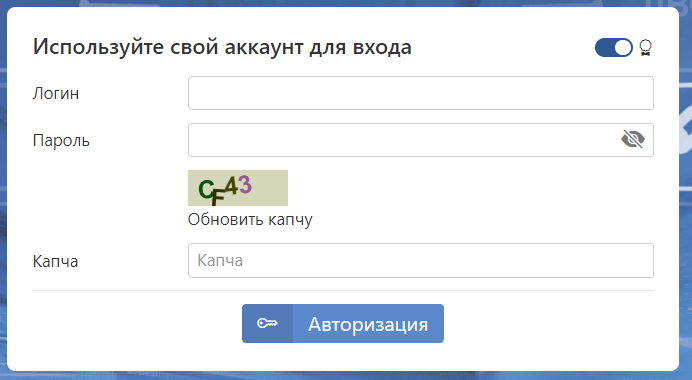 Используйте свой аккаунт для входа
Логин
Пароль
CF43
Обновить капчу
Капча Капча
Авторизация